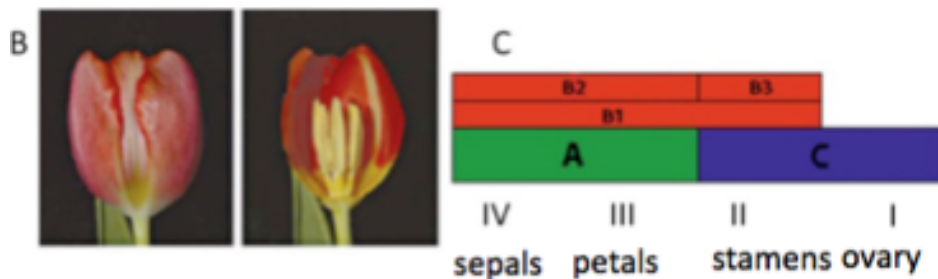 B
C
B2 B3
B1
A C
IV III II I
sepals petals stamens ovary